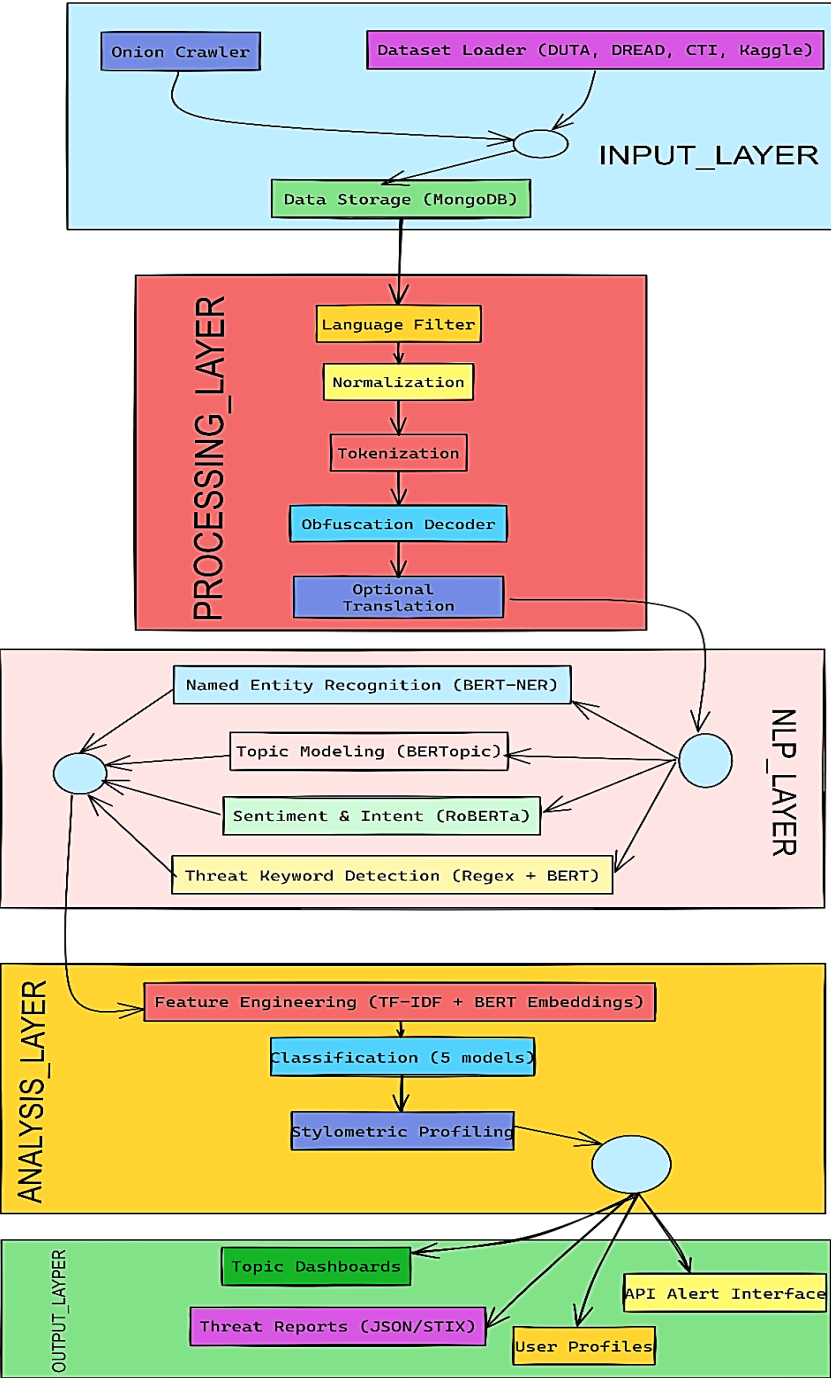 Onion Crawler
Dataset Loader (DUTA, DREAD, CTI, Kaggle)
INPUT_LAYER
Data Storage (MongoDB)
PROCESSING_LAYER
Language Filter
Normalization
Tokenization
Obfuscation Decoder
Optional
Translation
NLP_LAYER
Named Entity Recognition (BERT-NER)
Topic Modeling (BERTopic)
Sentiment & Intent (RoBERTa)
Threat Keyword Detection (Regex + BERT)
ANALYSIS_LAYER
Feature Engineering (TF-IDF + BERT Embeddings)
Classification (5 models)
Stylometric Profiling
OUTPUT_LAYPER
Topic Dashboards
API Alert Interface
Threat Reports (JSON/STIX)
User Profiles